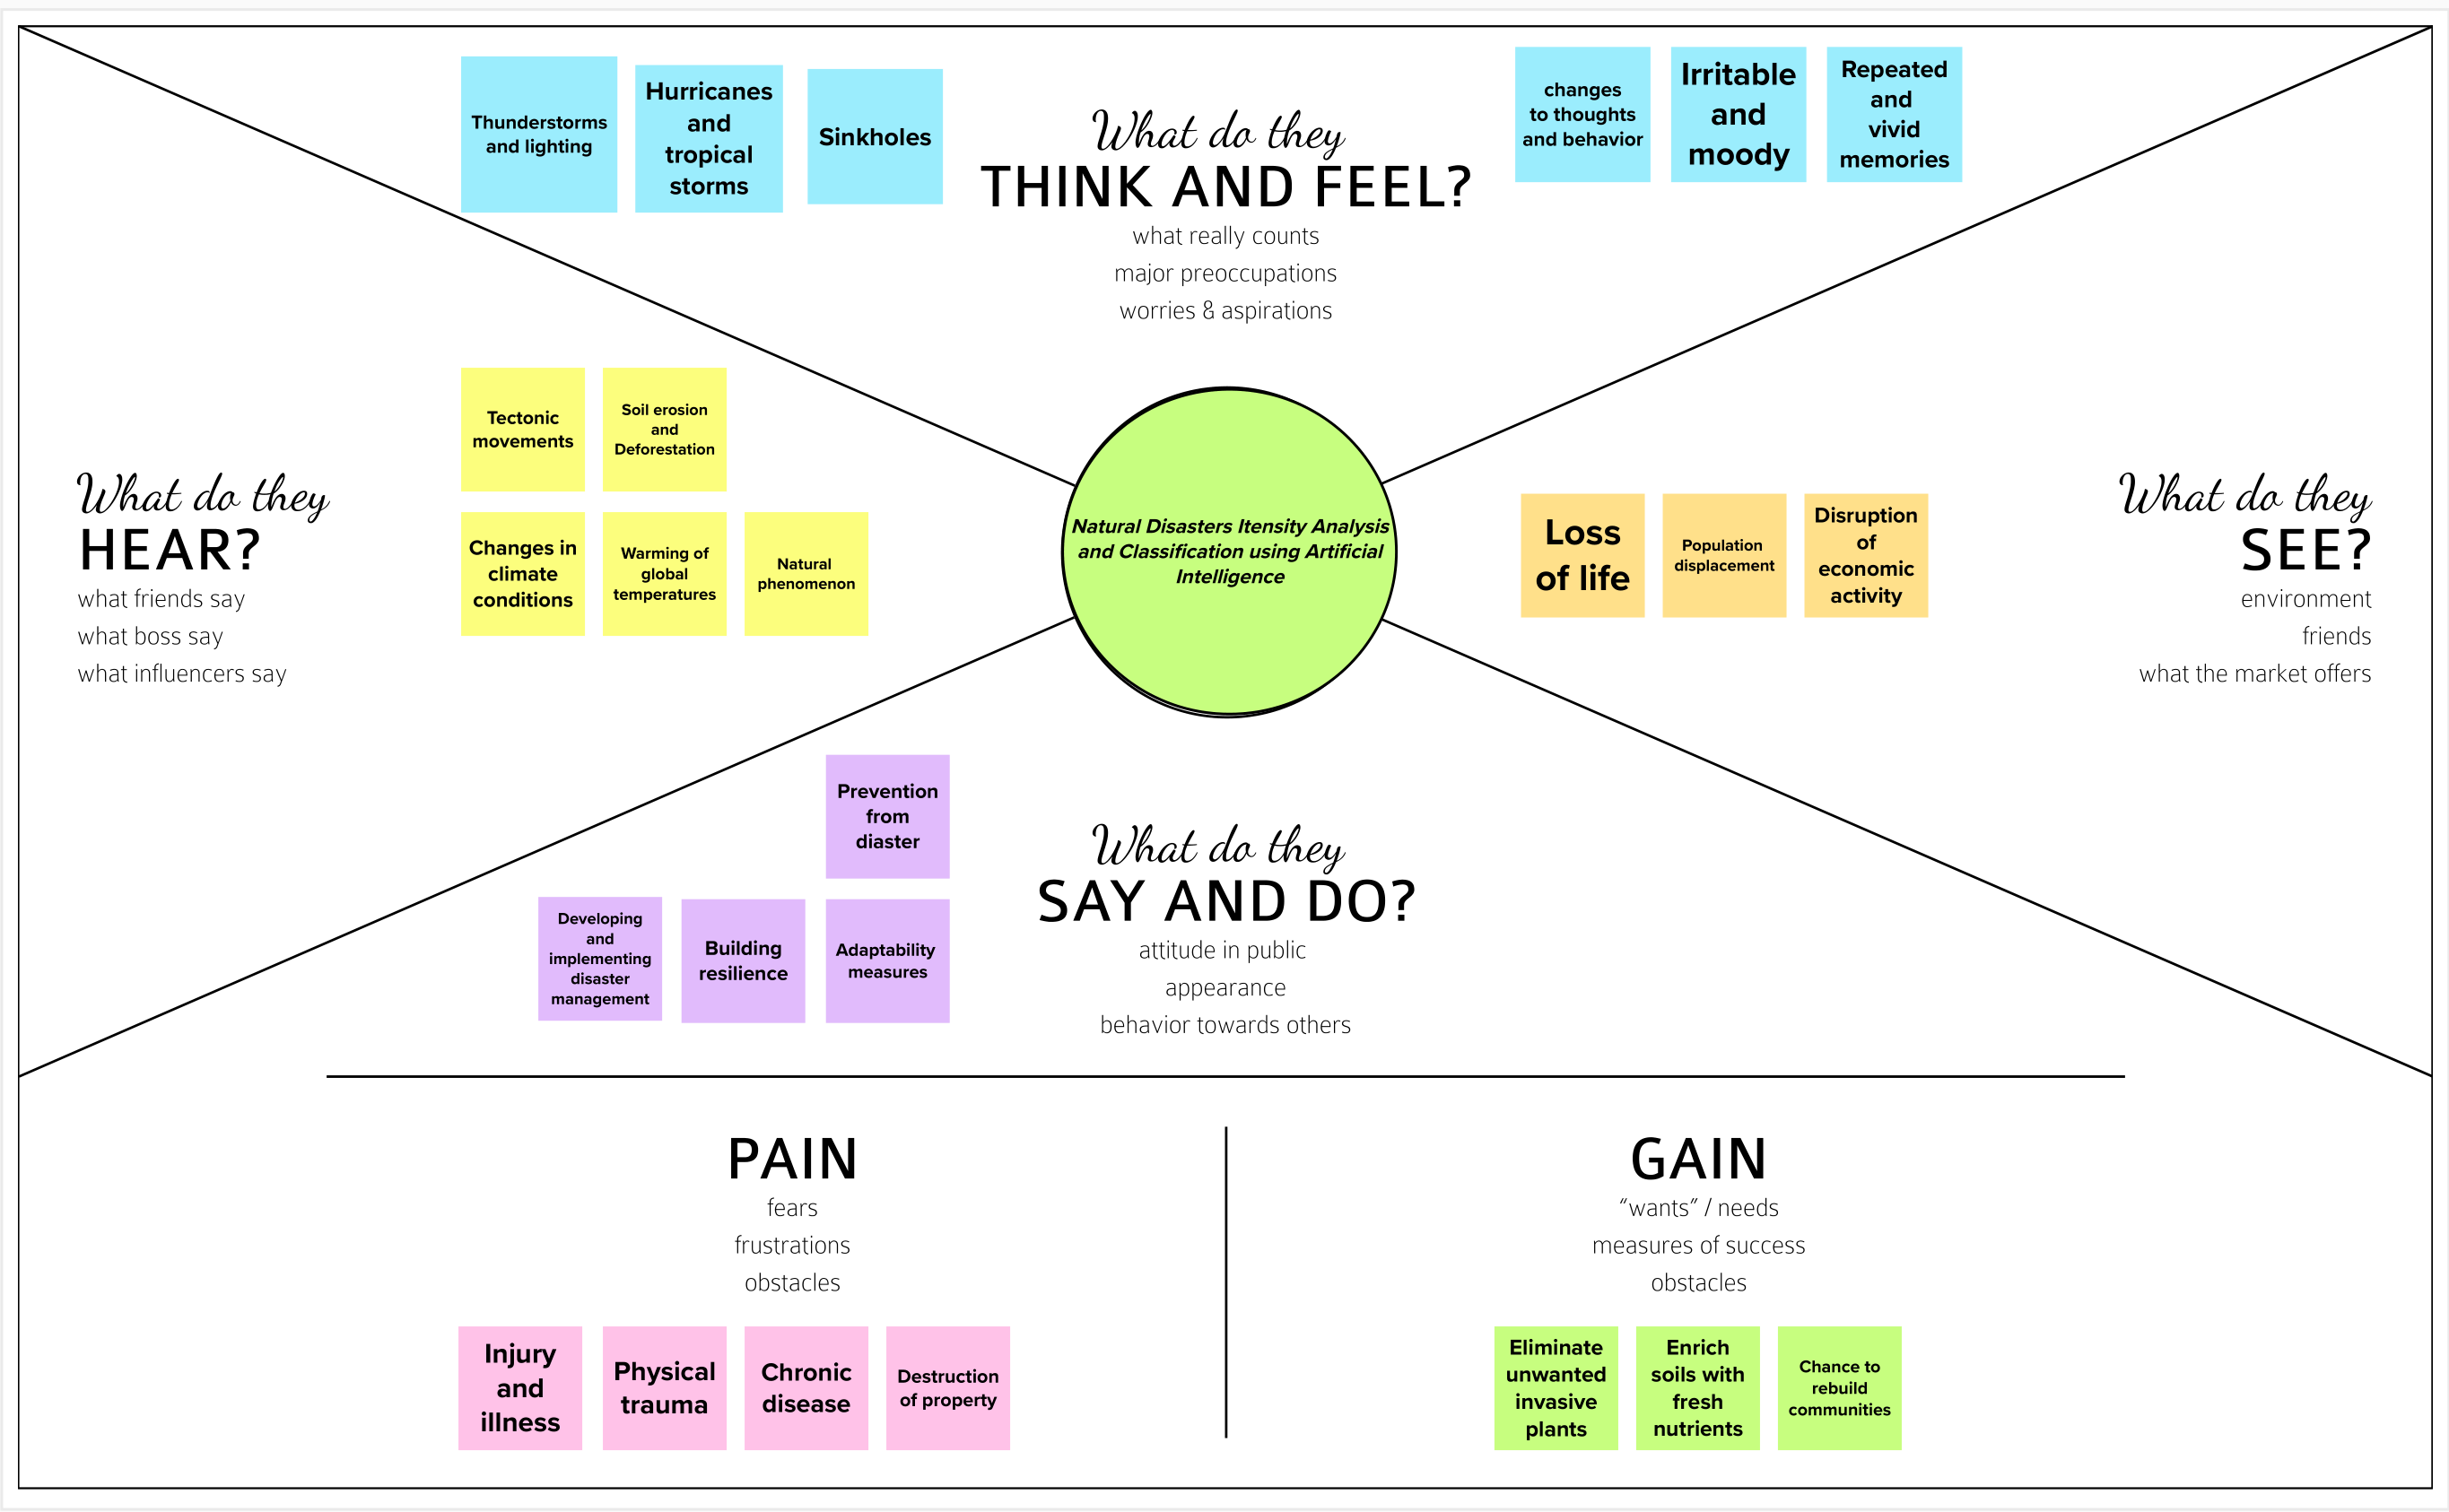 Thunderstorms
and lighting
Hurricanes
and
tropical
storms
Sinkholes
What do they
THINK AND FEEL?
what really counts
major preoccupations
worries & aspirations
changes
to thoughts
and behavior
Irritable
and
moody
Repeated
and
vivid
memories
What do they
HEAR?
what friends say
what boss say
what influencers say
Tectonic
movements
Soil erosion
and
Deforestation
Changes in
climate
conditions
Warming of
global
temperatures
Natural
phenomenon
Natural Disasters Itensity Analysis
and Classification using Artificial
Intelligence
Loss
of life
Population
displacement
Disruption
of
economic
activity
What do they
SEE?
environment
friends
what the market offers
Prevention
from
diaster
Developing
and
implementing
disaster
management
Building
resilience
Adaptability
measures
What do they
SAY AND DO?
attitude in public
appearance
behavior towards others
PAIN
fears
frustrations
obstacles
Injury
and
illness
Physical
trauma
Chronic
disease
Destruction
of property
GAIN
“wants” / needs
measures of success
obstacles
Eliminate
unwanted
invasive
plants
Enrich
soils with
fresh
nutrients
Chance to
rebuild
communities